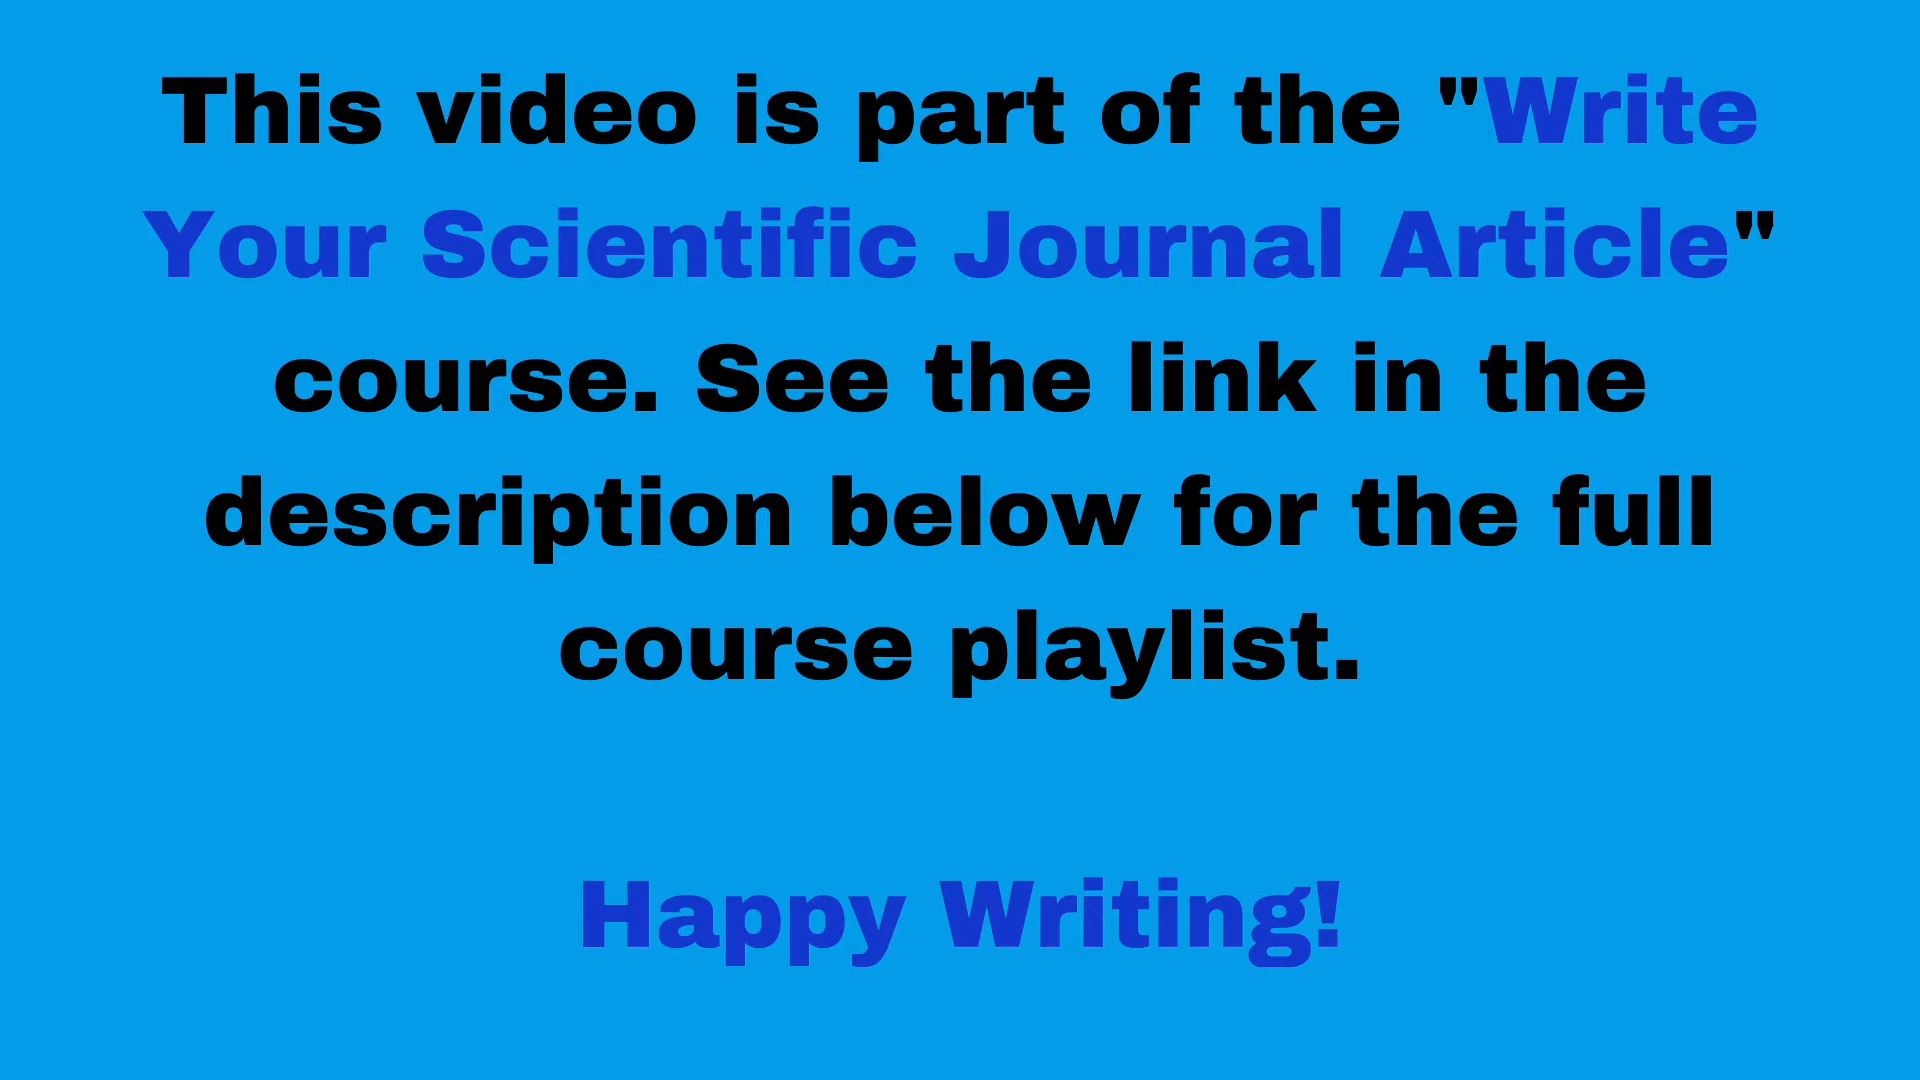 This video is part of the "Write
Your Scientific Journal Article"
course. See the link in the
description below for the full
course playlist.
Happy Writing!